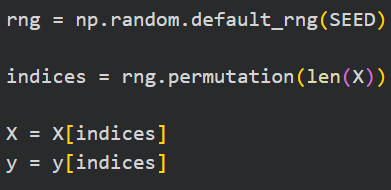 rng = np.random.default_rng(SEED)
indices = rng.permutation(len(X))
X = X[indices]
y = y[indices]